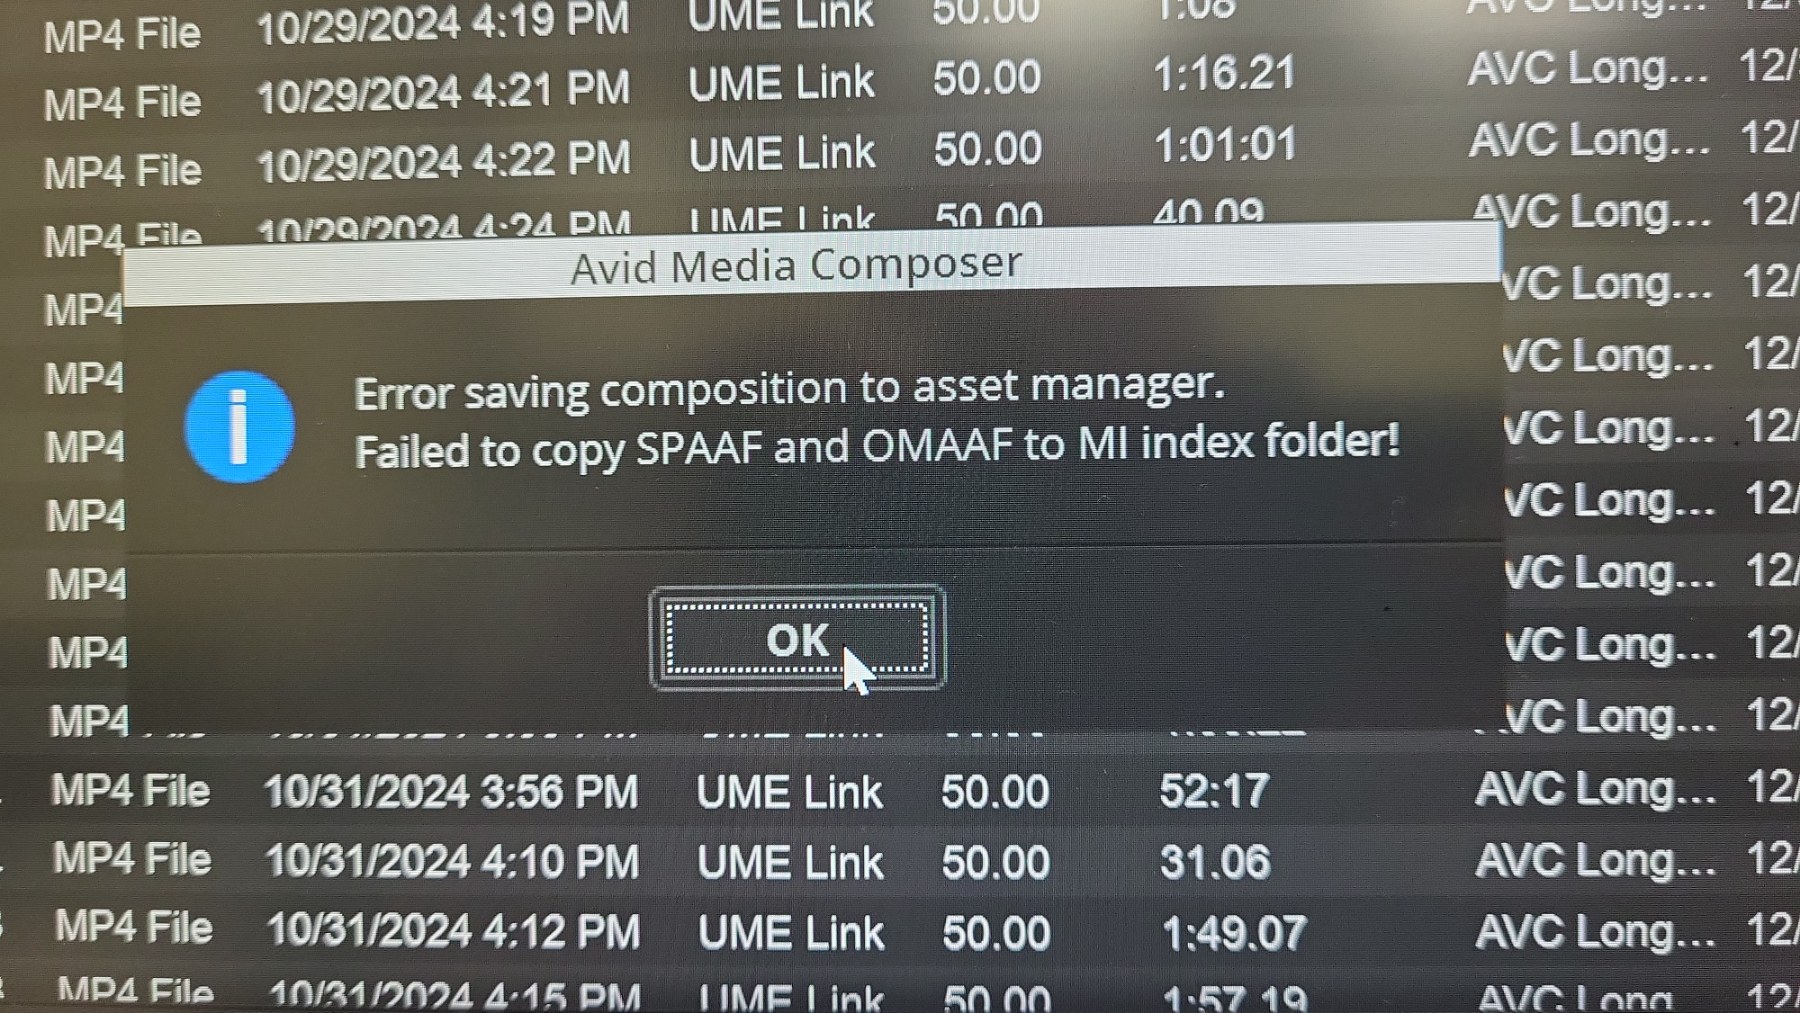 MP4 File 10/29/2024 4:19 PM UME Link 50.00 1:08 AVC Long...
MP4 File 10/29/2024 4:21 PM UME Link 50.00 1:16.21 AVC Long... 12/
MP4 File 10/29/2024 4:22 PM UME Link 50.00 1:01:01 AVC Long... 12/
MP4 File 10/29/2024 4:24 PM UME Link 50.00 40.09 AVC Long... 12/
Avid Media Composer
MP4 VC Long... 12/
MP4 VC Long... 12/
Error saving composition to asset manager.
MP4 VC Long... 12/
Failed to copy SPAAF and OMAAF to MI index folder!
MP4 VC Long... 12/
MP4 VC Long... 12/
OK
MP4 VC Long... 12/
MP4 VC Long... 12/
MP4 File 10/31/2024 3:56 PM UME Link 50.00 52:17 AVC Long... 12/
MP4 File 10/31/2024 4:10 PM UME Link 50.00 31.06 AVC Long... 12/
MP4 File 10/31/2024 4:12 PM UME Link 50.00 1:49.07 AVC Long... 12/
MP4 File 10/31/2024 4:15 PM UME Link 50.00 1:57.19 AVC Long 12/